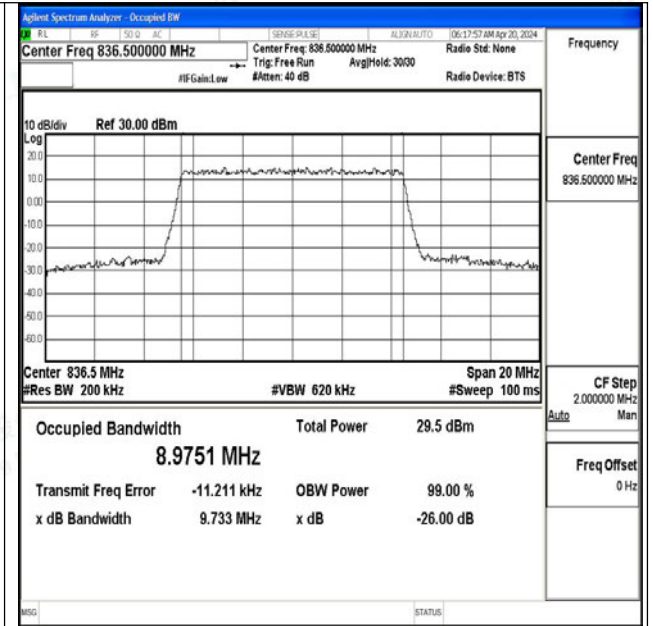 Agilent Spectrum Analyzer - Occupied BW
RL RF 50 Ω AC SENSE:PULSE ALIGN AUTO 06:17:57 AM Apr 20, 2024
Center Freq 836.500000 MHz
Center Freq: 836.500000 MHz
Radio Std: None
Trig: Free Run Avg|Hold: 30/30
#IFGain:Low #Atten: 40 dB Radio Device: BTS
Frequency
10 dB/div Ref 30.00 dBm
Log
20.0
10.0
0.00
-10.0
-20.0
-30.0
-40.0
-50.0
-60.0
Center 836.5 MHz Span 20 MHz
#Res BW 200 kHz #VBW 620 kHz #Sweep 100 ms
Occupied Bandwidth Total Power 29.5 dBm
8.9751 MHz
Transmit Freq Error -11.211 kHz OBW Power 99.00 %
x dB Bandwidth 9.733 MHz x dB -26.00 dB
Center Freq
836.500000 MHz
CF Step
2.000000 MHz
Auto Man
Freq Offset
0 Hz
MSG STATUS